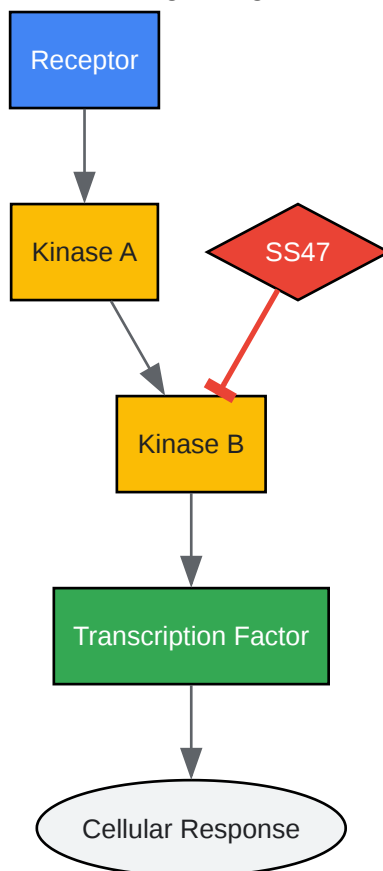 Receptor
Kinase A
SS47
Kinase B
Transcription Factor
Cellular Response